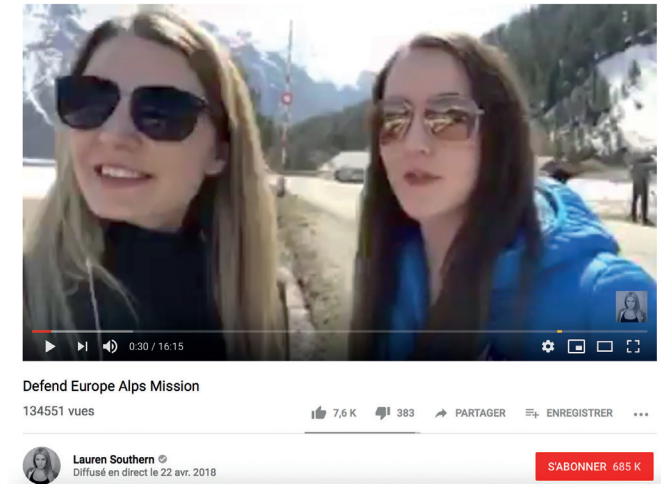 0:30 / 16:15
Defend Europe Alps Mission
134551 vues
7,6 K 383 PARTAGER ENREGISTRER
Lauren Southern
Diffusé en direct le 22 avr. 2018
S'ABONNER 685 K